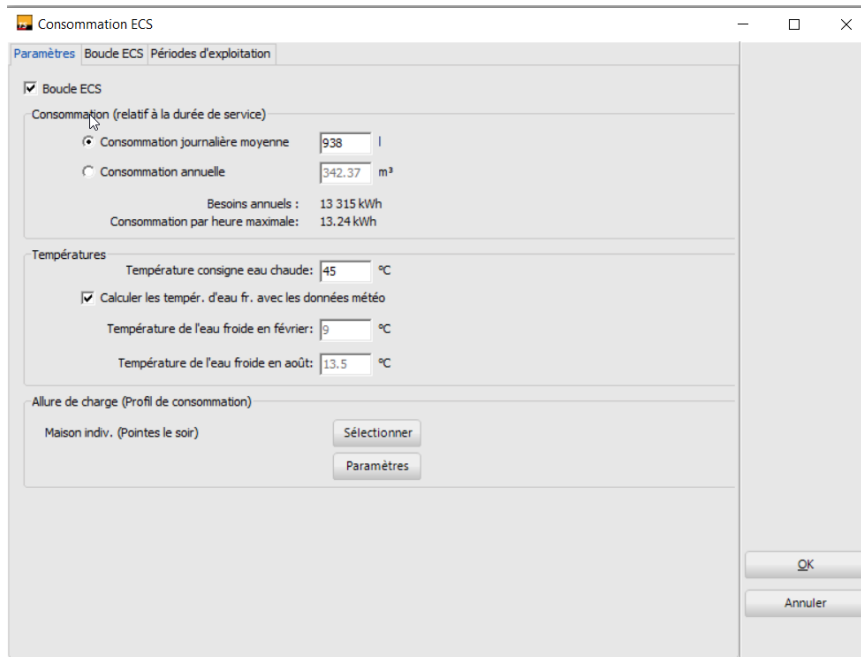 Consommation ECS
Paramètres Boucle ECS Périodes d'exploitation
Boucle ECS
Consommation (relatif à la durée de service)
Consommation journalière moyenne 938 l
Consommation annuelle 342.37 m³
Besoins annuels : 13 315 kWh
Consommation par heure maximale: 13.24 kWh
Températures
Température consigne eau chaude: 45 °C
Calculer les tempér. d'eau fr. avec les données météo
Température de l'eau froide en février: 9 °C
Température de l'eau froide en août: 13.5 °C
Allure de charge (Profil de consommation)
Maison indiv. (Pointes le soir) Sélectionner
Paramètres
OK
Annuler